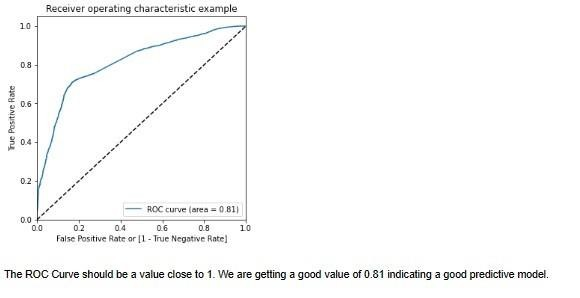 Receiver operating characteristic example
1.0
0.8
0.6
0.4
0.2
0.0
True Positive Rate
ROC curve (area = 0.81)
0.0 0.2 0.4 0.6 0.8 1.0
False Positive Rate or [1 - True Negative Rate]
The ROC Curve should be a value close to 1. We are getting a good value of 0.81 indicating a good predictive model.